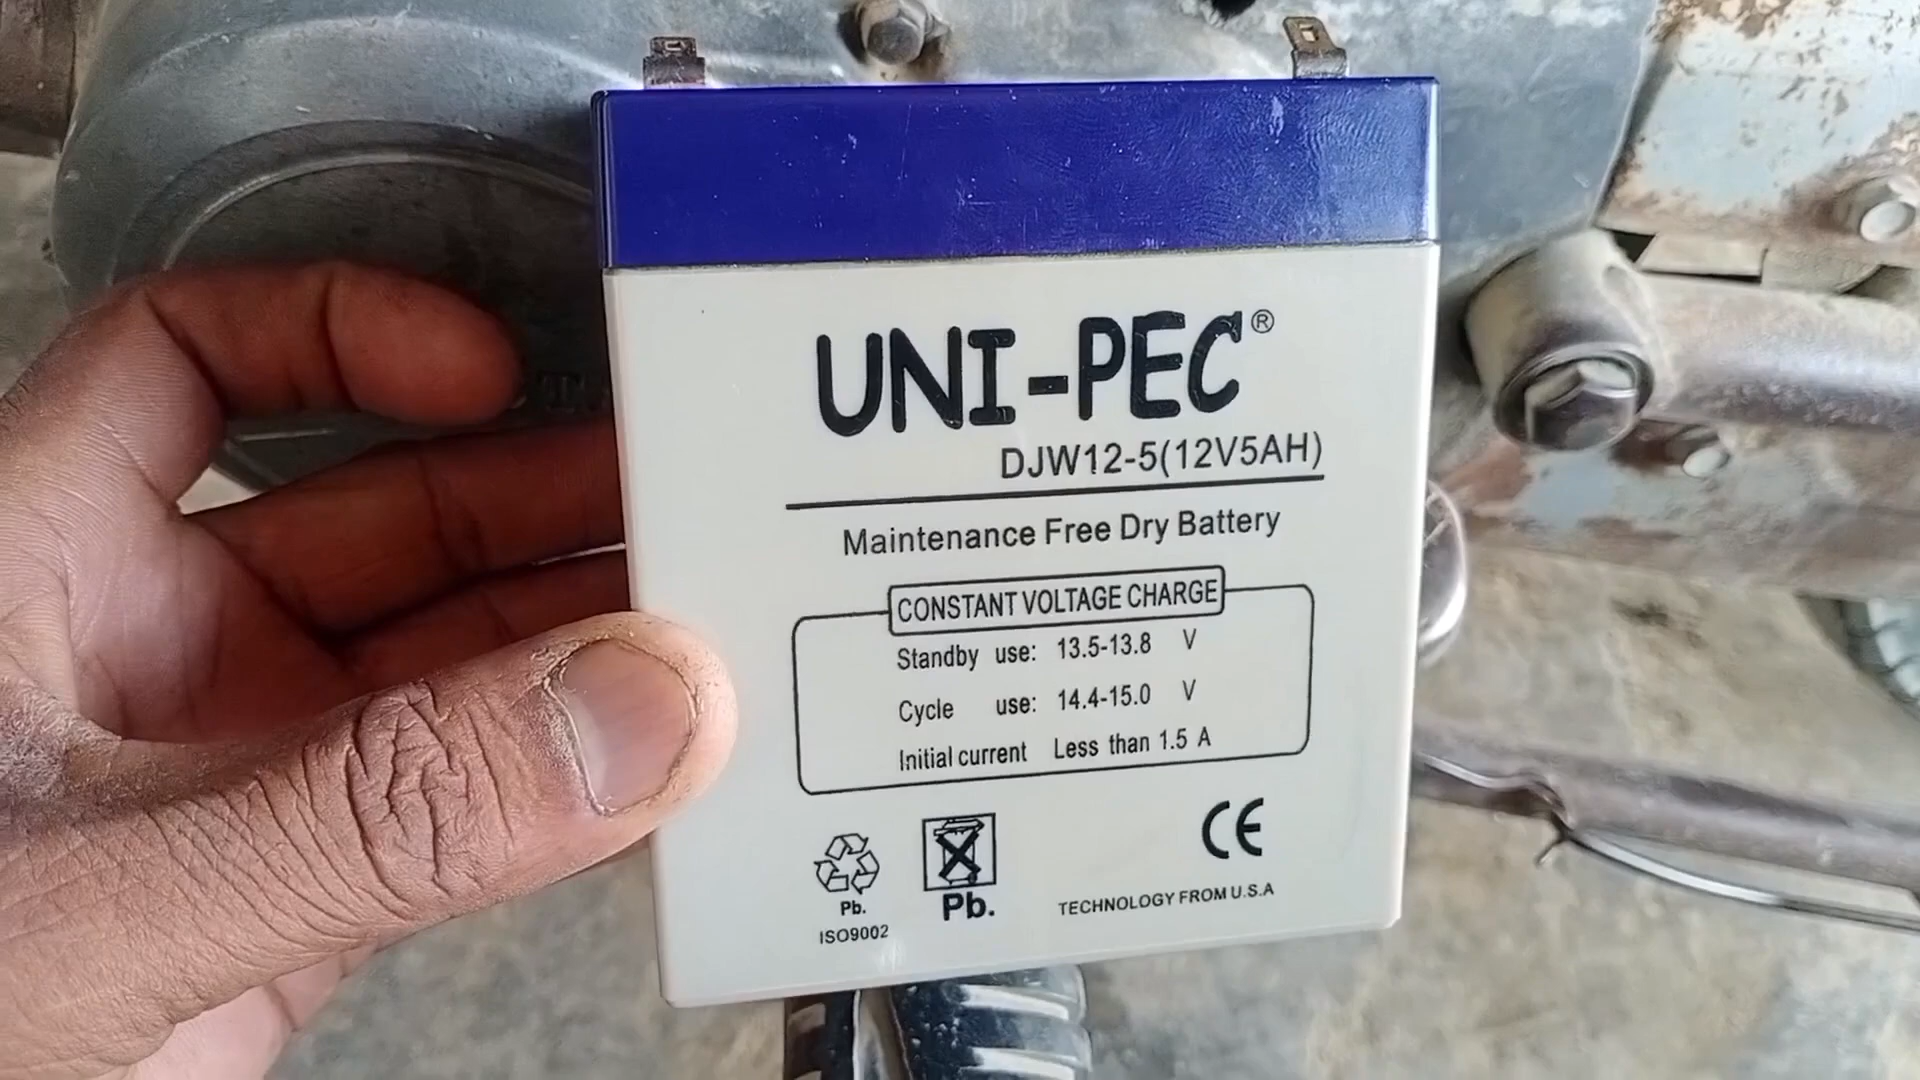 UNI-PEC®
DJW12-5(12V5AH)
Maintenance Free Dry Battery
CONSTANT VOLTAGE CHARGE
Standby use: 13.5-13.8 V
Cycle use: 14.4-15.0 V
Initial current Less than 1.5 A
CE
Pb.
Pb.
TECHNOLOGY FROM U.S.A
ISO9002